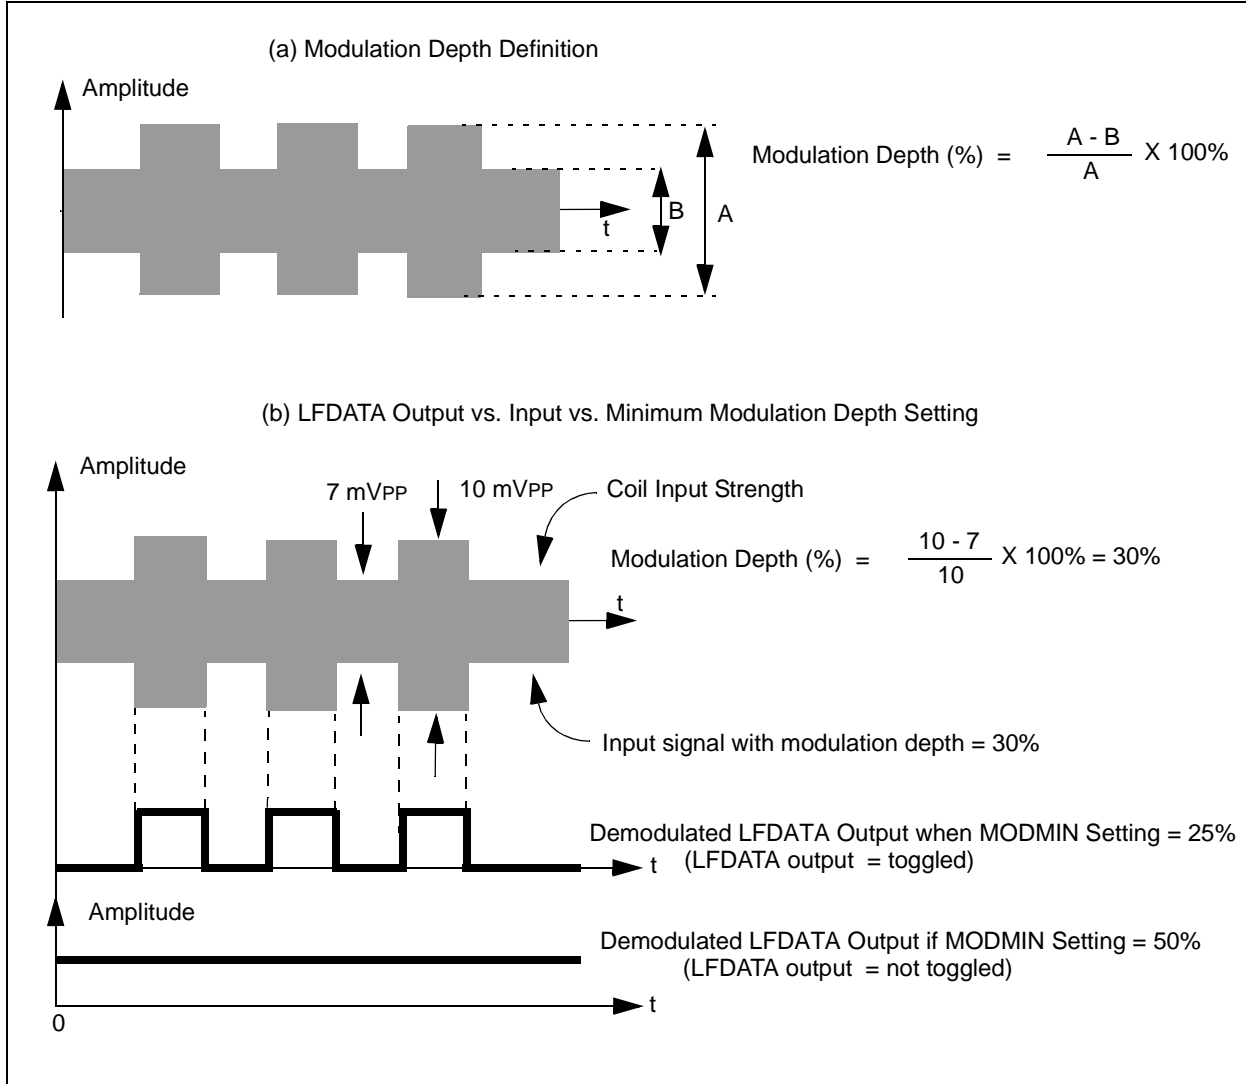 (a) Modulation Depth Definition
Amplitude
Modulation Depth (%) = A - B / A X 100%
B
A
t
(b) LFDATA Output vs. Input vs. Minimum Modulation Depth Setting
Amplitude
7 mVPP
10 mVPP
Coil Input Strength
Modulation Depth (%) = 10 - 7 / 10 X 100% = 30%
t
Input signal with modulation depth = 30%
Demodulated LFDATA Output when MODMIN Setting = 25%
t
(LFDATA output = toggled)
Amplitude
Demodulated LFDATA Output if MODMIN Setting = 50%
(LFDATA output = not toggled)
t
0